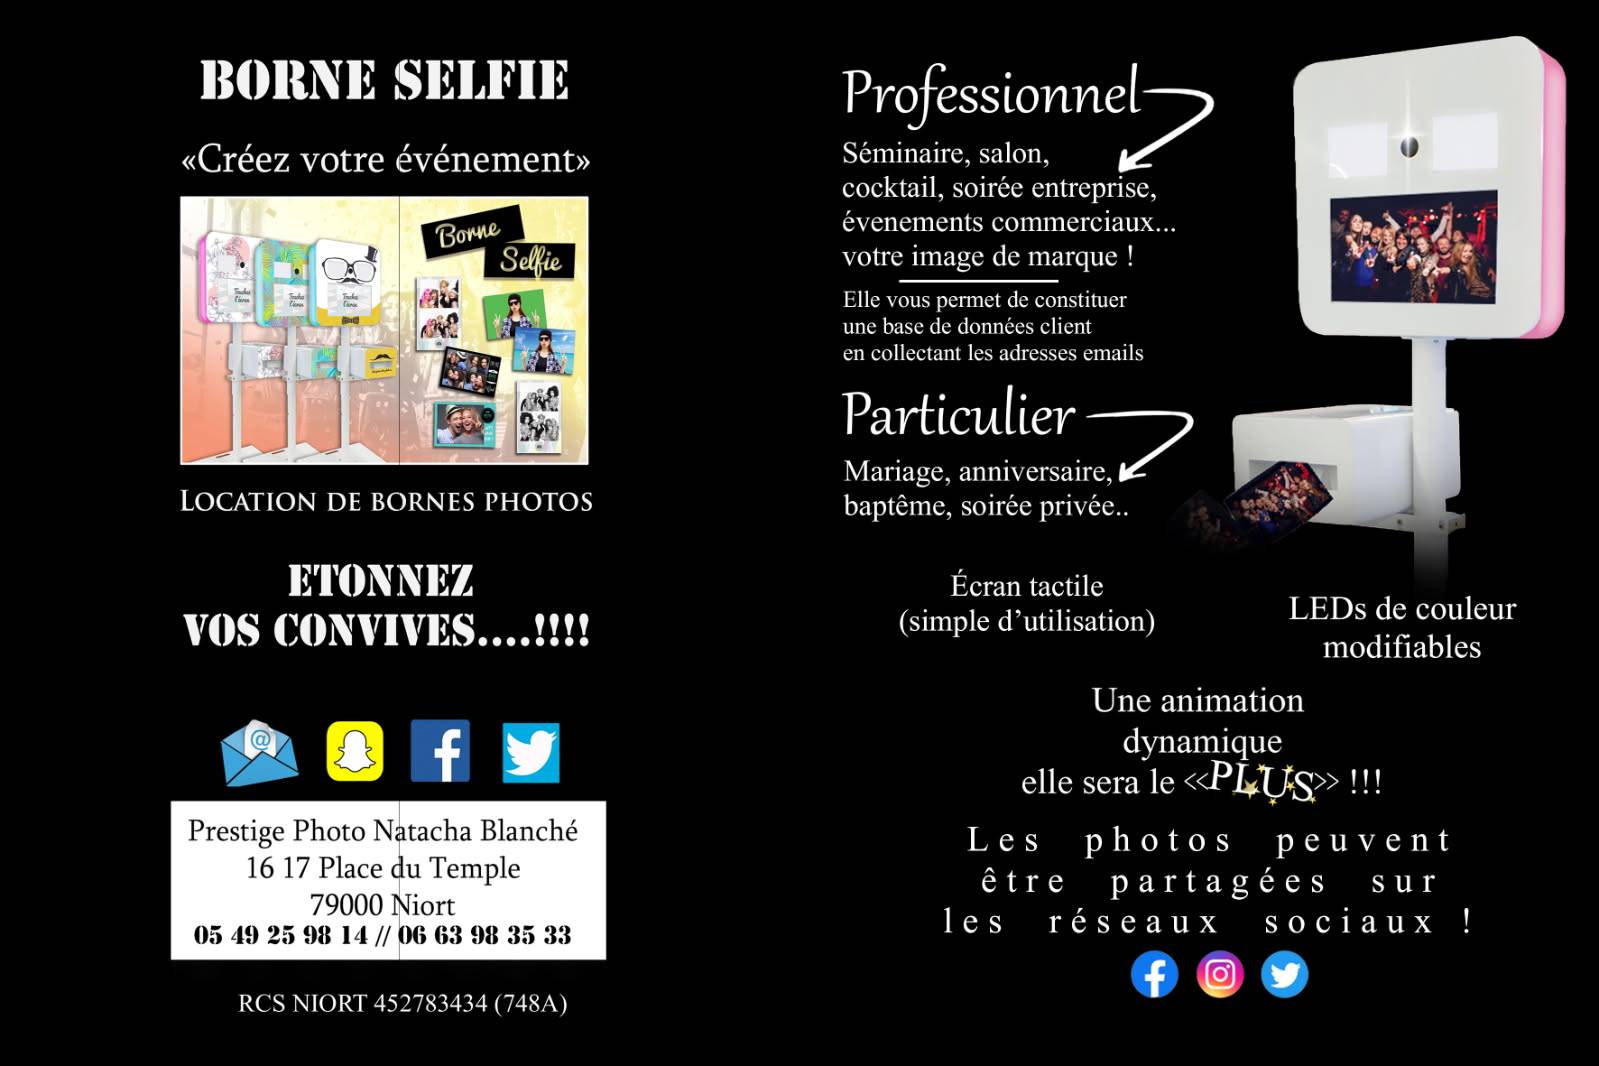 BORNE SELFIE
«Créez votre événement»
Borne
Selfie
LOCATION DE BORNES PHOTOS
ETONNEZ
VOS CONVIVES....!!!!
Prestige Photo Natacha Blanché
16 17 Place du Temple
79000 Niort
05 49 25 98 14 // 06 63 98 35 33
RCS NIORT 452783434 (748A)
Professionnel
Séminaire, salon,
cocktail, soirée entreprise,
évenements commerciaux...
votre image de marque !
Elle vous permet de constituer
une base de données client
en collectant les adresses emails
Particulier
Mariage, anniversaire,
baptême, soirée privée..
Écran tactile
(simple d’utilisation)
LEDs de couleur
modifiables
Une animation
dynamique
elle sera le <<PLUS>> !!!
Les photos peuvent
être partagées sur
les réseaux sociaux !